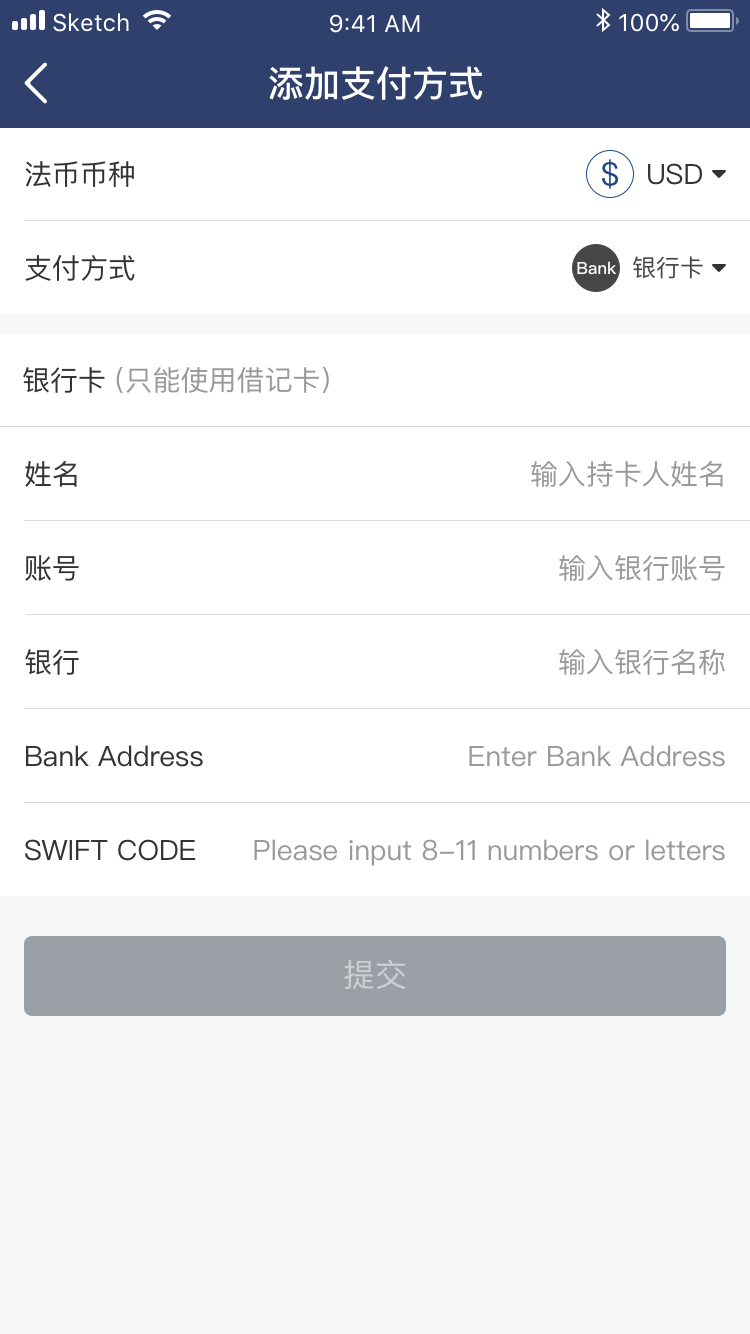 Sketch 9:41 AM 100%
添加支付方式
法币币种 $ USD
支付方式 Bank 银行卡
银行卡 (只能使用借记卡)
姓名 输入持卡人姓名
账号 输入银行账号
银行 输入银行名称
Bank Address Enter Bank Address
SWIFT CODE Please input 8–11 numbers or letters
提交